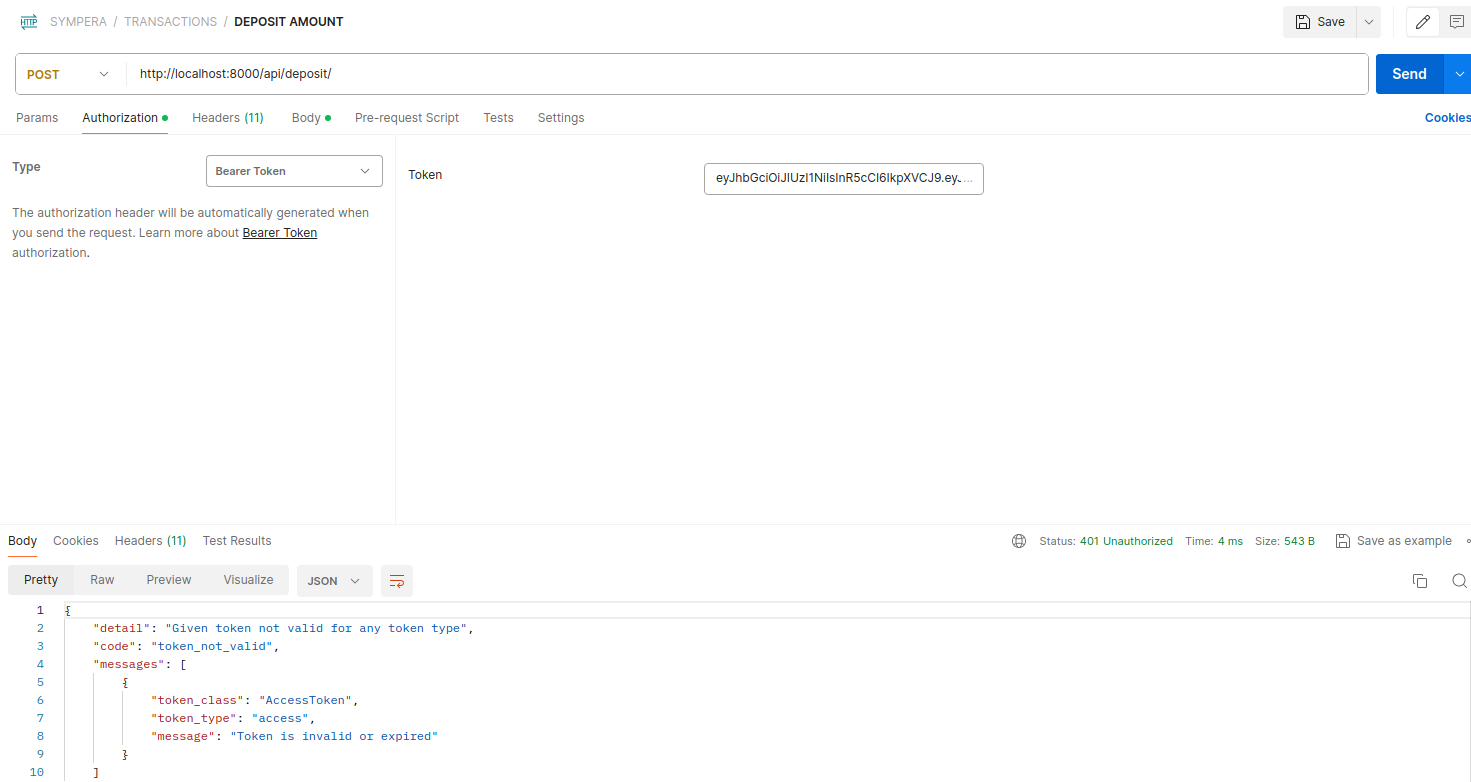 HTTP SYMPERA / TRANSACTIONS / DEPOSIT AMOUNT Save
POST http://localhost:8000/api/deposit/ Send
Params Authorization Headers (11) Body Pre-request Script Tests Settings Cookies
Type Bearer Token Token eyJhbGciOiJIUzI1NiIsInR5cCI6IkpXVCJ9.ey...
The authorization header will be automatically generated when
you send the request. Learn more about Bearer Token
authorization.
Body Cookies Headers (11) Test Results Status: 401 Unauthorized Time: 4 ms Size: 543 B Save as example
Pretty Raw Preview Visualize JSON
1 {
2 "detail": "Given token not valid for any token type",
3 "code": "token_not_valid",
4 "messages": [
5 {
6 "token_class": "AccessToken",
7 "token_type": "access",
8 "message": "Token is invalid or expired"
9 }
10 ]